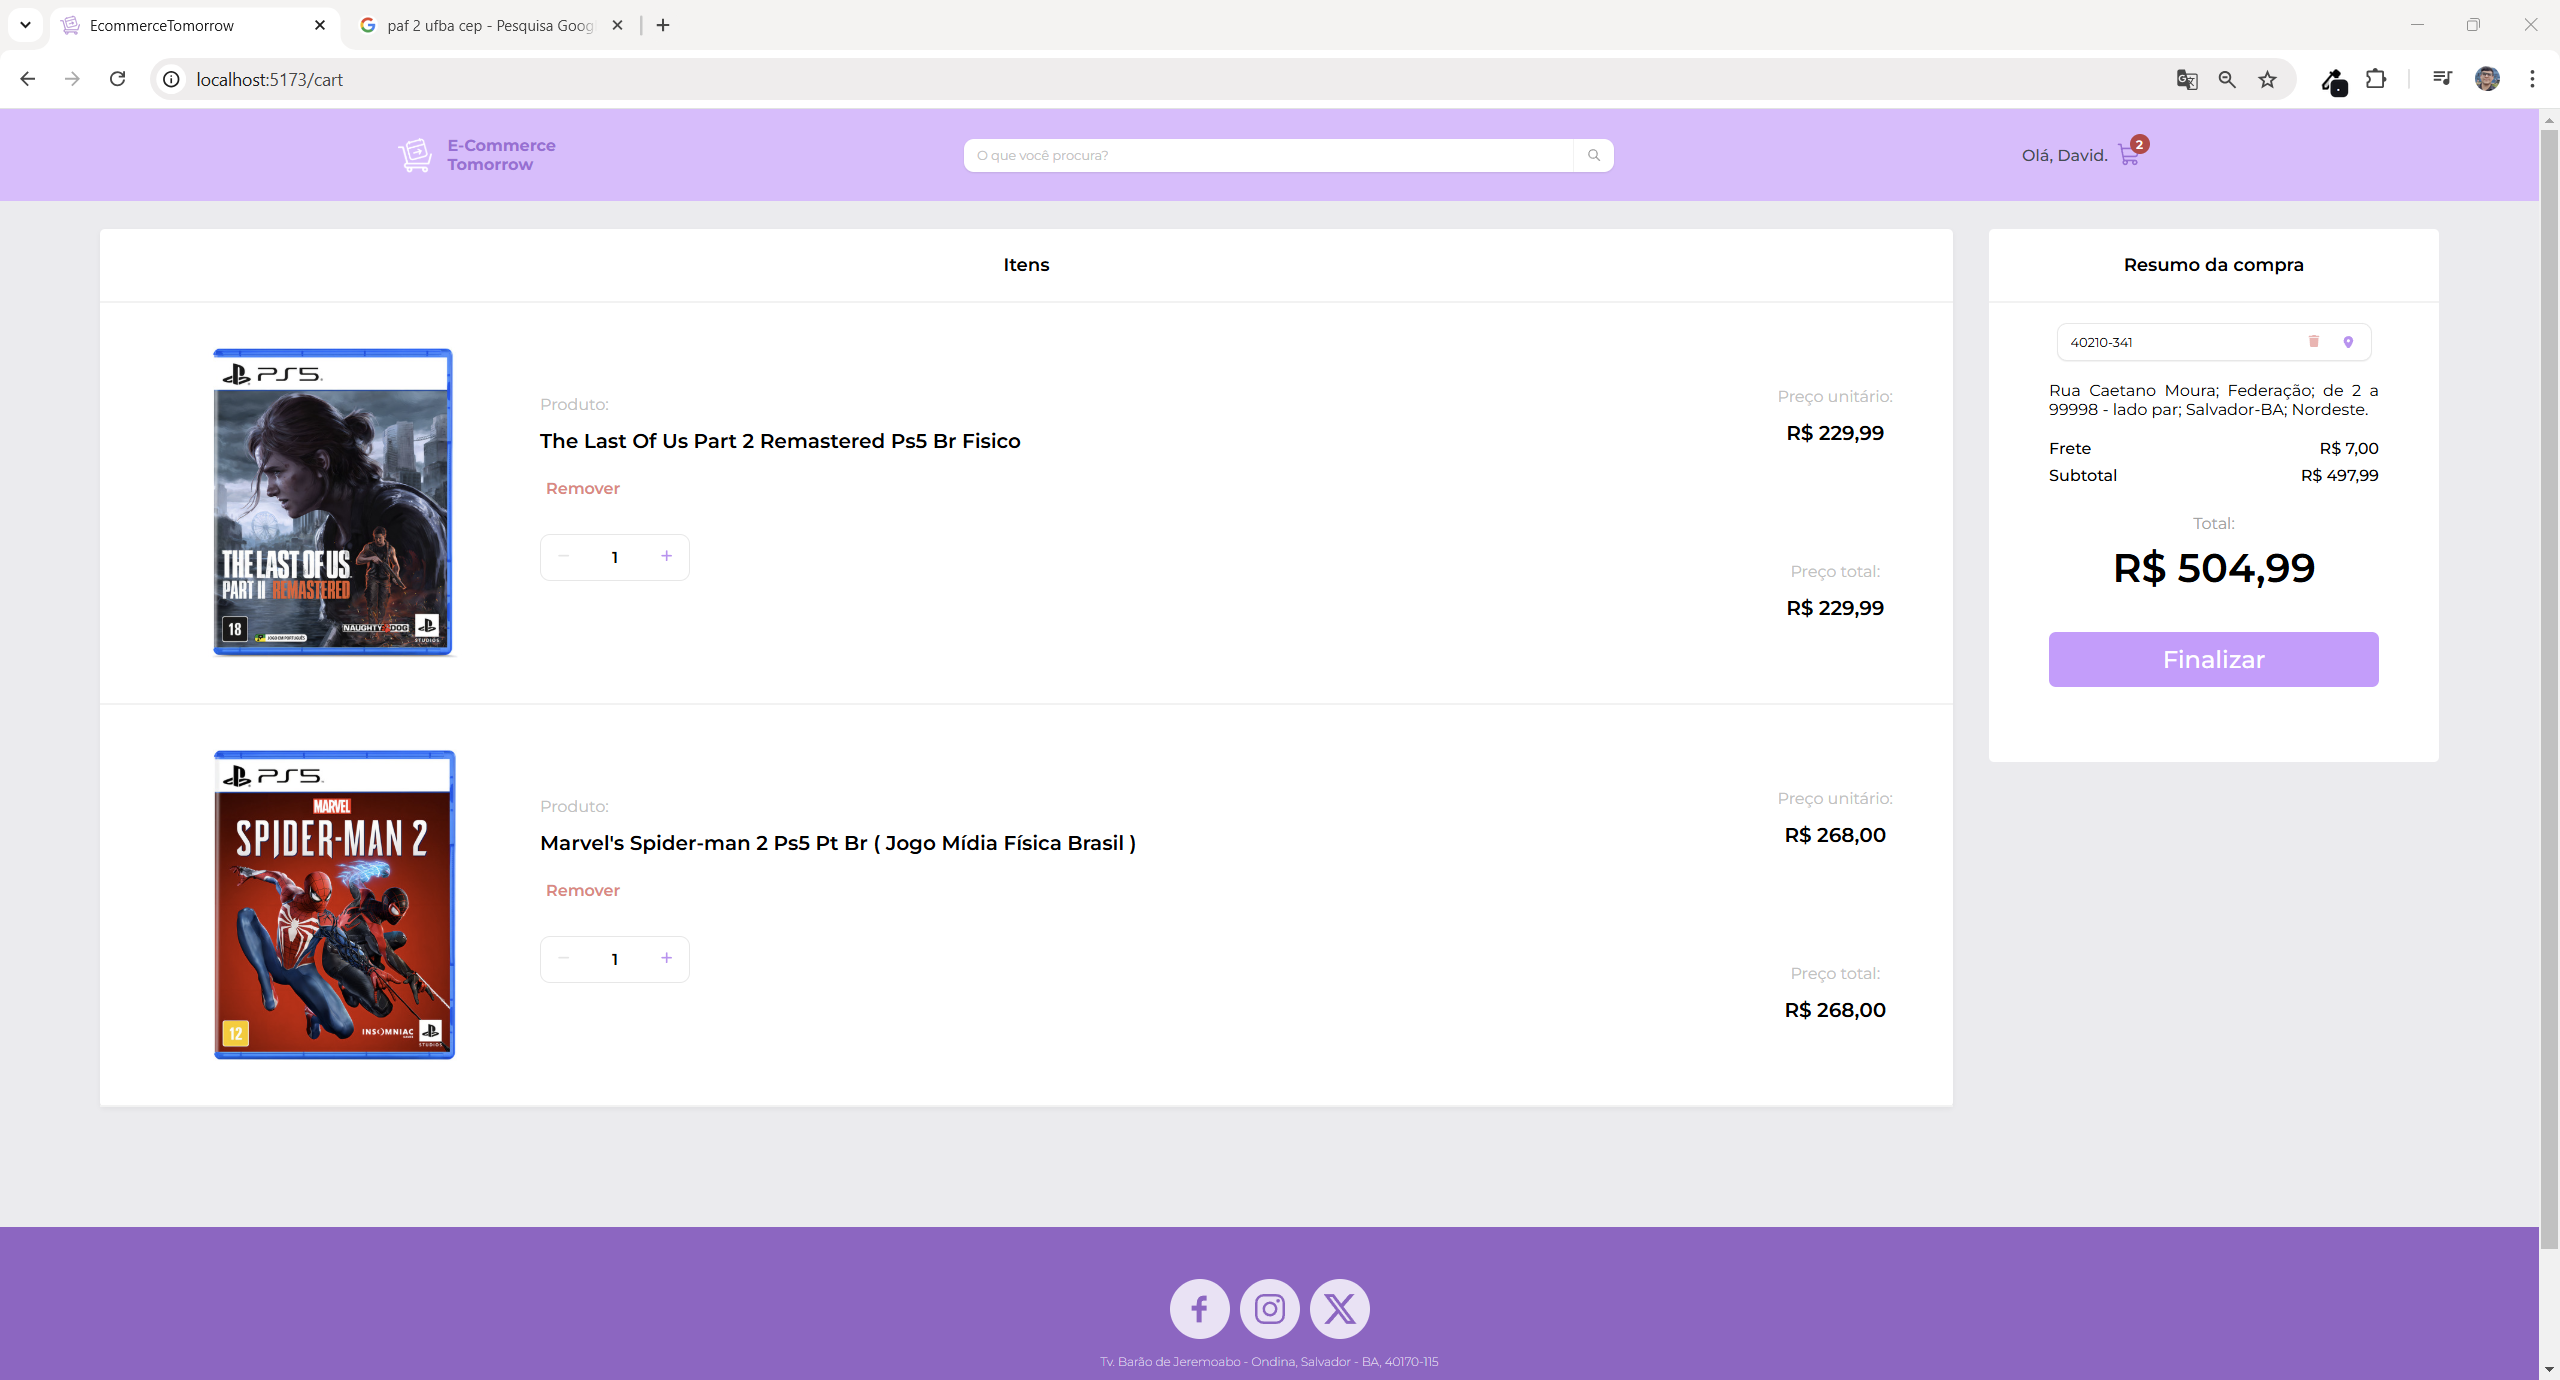 EcommerceTomorrow
paf 2 ufba cep - Pesquisa Goog
localhost:5173/cart
E-Commerce
Tomorrow
O que você procura?
Olá, David.
2
Itens
PS5
THE LAST OF US
PART II REMASTERED
18
JOGO EM PORTUGUÊS
NAUGHTY DOG
STUDIOS
Produto:
The Last Of Us Part 2 Remastered Ps5 Br Fisico
Remover
1
Preço unitário:
R$ 229,99
Preço total:
R$ 229,99
PS5
MARVEL
SPIDER-MAN 2
12
INSOMNIAC
GAMES
STUDIOS
Produto:
Marvel's Spider-man 2 Ps5 Pt Br ( Jogo Mídia Física Brasil )
Remover
1
Preço unitário:
R$ 268,00
Preço total:
R$ 268,00
Resumo da compra
40210-341
Rua Caetano Moura; Federação; de 2 a
99998 - lado par; Salvador-BA; Nordeste.
Frete R$ 7,00
Subtotal R$ 497,99
Total:
R$ 504,99
Finalizar
Tv. Barão de Jeremoabo - Ondina, Salvador - BA, 40170-115